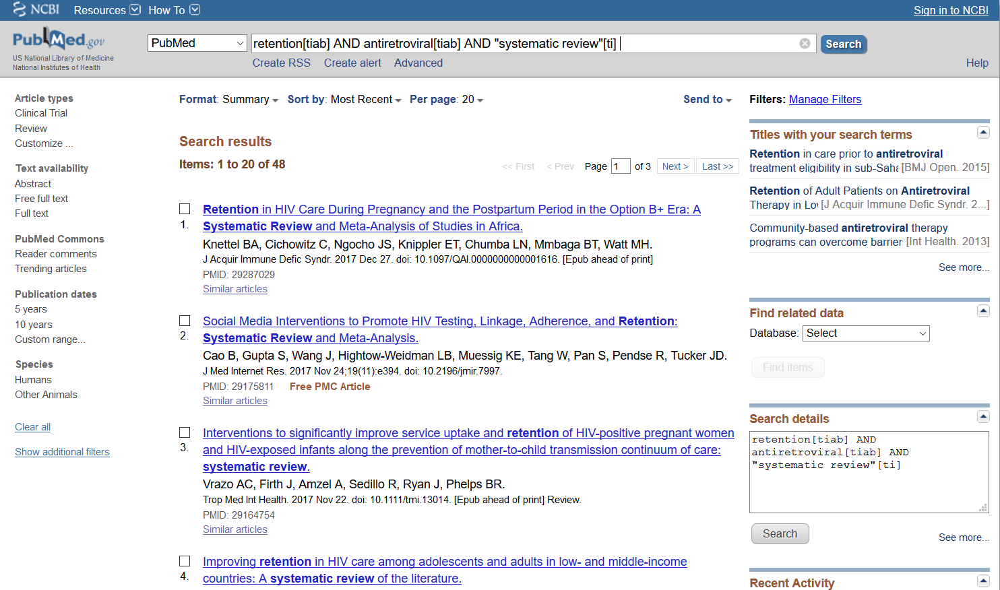 NCBI Resources How To Sign in to NCBI
PubMed.gov
US National Library of Medicine
National Institutes of Health
PubMed
retention[tiab] AND antiretroviral[tiab] AND "systematic review"[ti]
Search
Create RSS Create alert Advanced
Help
Article types
Clinical Trial
Review
Customize ...
Text availability
Abstract
Free full text
Full text
PubMed Commons
Reader comments
Trending articles
Publication dates
5 years
10 years
Custom range...
Species
Humans
Other Animals
Clear all
Show additional filters
Format: Summary Sort by: Most Recent Per page: 20
Send to
Search results
Items: 1 to 20 of 48
<< First < Prev Page 1 of 3 Next > Last >>
1.
Retention in HIV Care During Pregnancy and the Postpartum Period in the Option B+ Era: A
Systematic Review and Meta-Analysis of Studies in Africa.
Knettel BA, Cichowitz C, Ngocho JS, Knippler ET, Chumba LN, Mmbaga BT, Watt MH.
J Acquir Immune Defic Syndr. 2017 Dec 27. doi: 10.1097/QAI.0000000000001616. [Epub ahead of print]
PMID: 29287029
Similar articles
2.
Social Media Interventions to Promote HIV Testing, Linkage, Adherence, and Retention:
Systematic Review and Meta-Analysis.
Cao B, Gupta S, Wang J, Hightow-Weidman LB, Muessig KE, Tang W, Pan S, Pendse R, Tucker JD.
J Med Internet Res. 2017 Nov 24;19(11):e394. doi: 10.2196/jmir.7997.
PMID: 29175811 Free PMC Article
Similar articles
3.
Interventions to significantly improve service uptake and retention of HIV-positive pregnant women
and HIV-exposed infants along the prevention of mother-to-child transmission continuum of care:
systematic review.
Vrazo AC, Firth J, Amzel A, Sedillo R, Ryan J, Phelps BR.
Trop Med Int Health. 2017 Nov 22. doi: 10.1111/tmi.13014. [Epub ahead of print] Review.
PMID: 29164754
Similar articles
4.
Improving retention in HIV care among adolescents and adults in low- and middle-income
countries: A systematic review of the literature.
Filters: Manage Filters
Titles with your search terms
Retention in care prior to antiretroviral
treatment eligibility in sub-Saha [BMJ Open. 2015]
Retention of Adult Patients on Antiretroviral
Therapy in Lov [J Acquir Immune Defic Syndr. 2...]
Community-based antiretroviral therapy
programs can overcome barrier [Int Health. 2013]
See more...
Find related data
Database: Select
Find items
Search details
retention[tiab] AND
antiretroviral[tiab] AND
"systematic review"[ti]
Search
See more...
Recent Activity